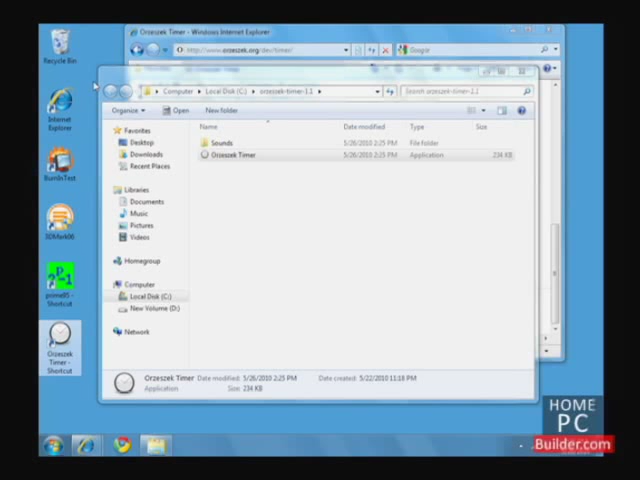 Orzeszek Timer - Windows Internet Explorer
http://www.orzeszek.org/dev/timer/
Google
Recycle Bin
Computer
Local Disk (C:)
orzeszek-timer-1.1
Search orzeszek-timer-1.1
Organize
Open
New folder
Name
Date modified
Type
Size
Favorites
Desktop
Downloads
Recent Places
Sounds
5/26/2010 2:25 PM
File folder
Orzeszek Timer
5/26/2010 2:25 PM
Application
234 KB
Internet Explorer
BurnInTest
Libraries
Documents
Music
Pictures
Videos
3DMark06
Homegroup
Computer
Local Disk (C:)
New Volume (D:)
P-1
prime95 - Shortcut
Network
Orzeszek Timer - Shortcut
Orzeszek Timer
Date modified: 5/26/2010 2:25 PM
Date created: 5/22/2010 11:18 PM
Application
Size: 234 KB
HOME
PC
Builder.com